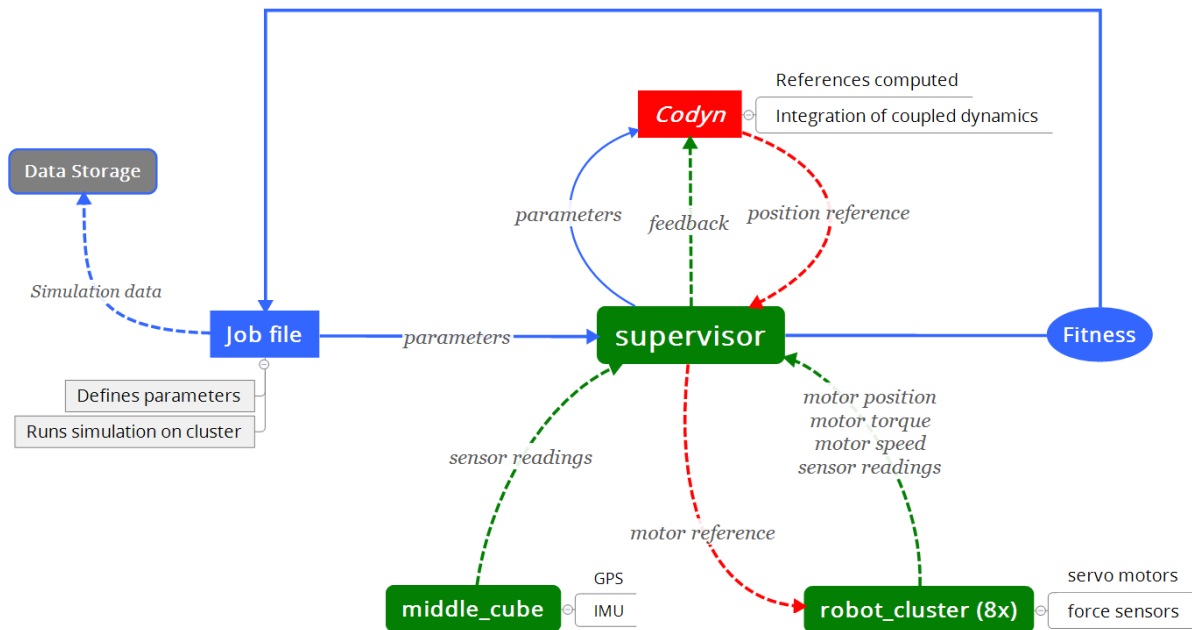 References computed
Codyn
Integration of coupled dynamics
Data Storage
parameters
feedback
position reference
Simulation data
Job file
parameters
supervisor
Fitness
Defines parameters
Runs simulation on cluster
motor position
motor torque
motor speed
sensor readings
sensor readings
motor reference
middle_cube
GPS
IMU
robot_cluster (8x)
servo motors
force sensors